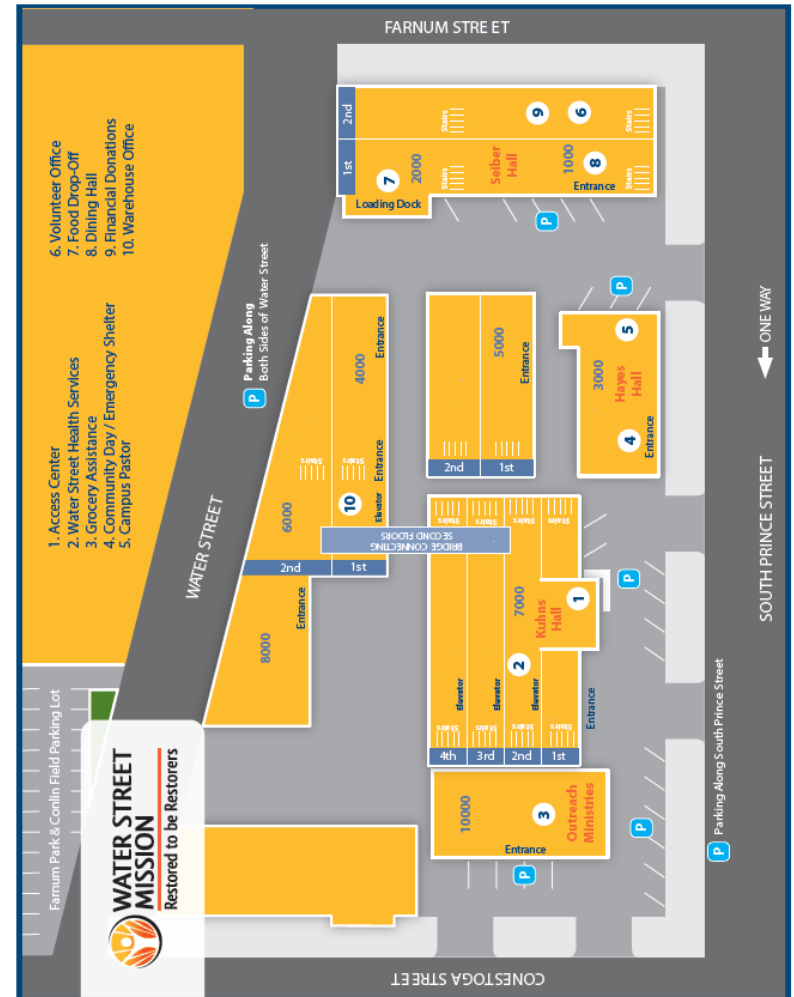 FARNUM STREET
1. Access Center
2. Water Street Health Services
3. Grocery Assistance
4. Community Day / Emergency Shelter
5. Campus Pastor
6. Volunteer Office
7. Food Drop-Off
8. Dining Hall
9. Financial Donations
10. Warehouse Office
2nd
1st
Stairs
Stairs
Stairs
Stairs
9
6
7
8
2000
1000
Seiber
Hall
Entrance
Loading Dock
P
WATER STREET
P
Parking Along
Both Sides of Water Street
4000
Entrance
6000
Stairs
Stairs
Entrance
10
Elevator
2nd
1st
8000
Entrance
BRIDGE CONNECTING
SECOND FLOORS
5000
Entrance
2nd
1st
P
5
3000
Hayes
Hall
4
Entrance
ONE WAY
SOUTH PRINCE STREET
Stairs
Stairs
Stairs
Stairs
7000
Kuhns
Hall
1
2
Elevator
Elevator
Elevator
Stairs
Stairs
Stairs
Stairs
4th
3rd
2nd
1st
Entrance
P
10000
3
Outreach
Ministries
Entrance
P
P
P
Parking Along South Prince Street
Farnum Park & Conlin Field Parking Lot
WATER STREET
MISSION
Restored to be Restorers
CONESTOGA STREET